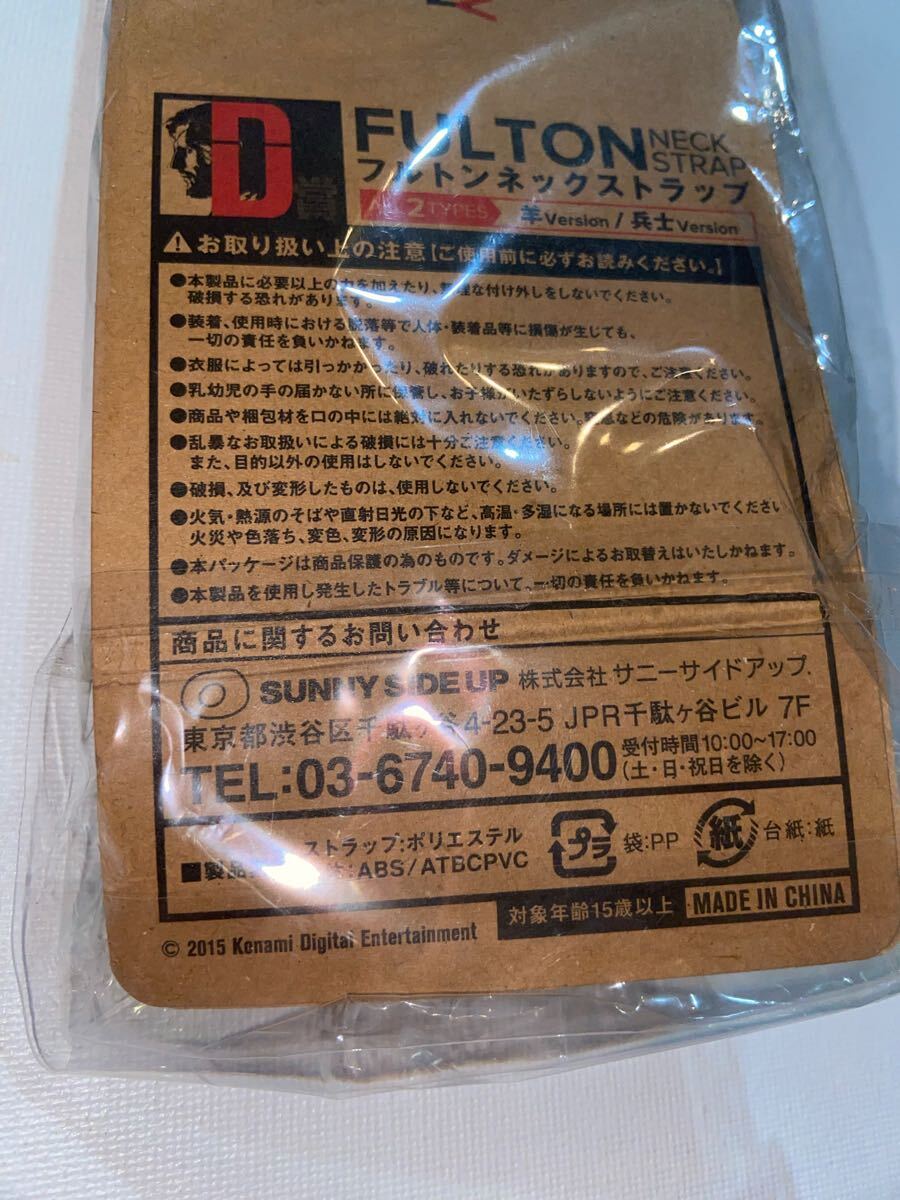 D賞
FULTON NECK STRAP
フルトンネックストラップ
2 TYPES 羊Version / 兵士Version
お取り扱い上の注意【ご使用前に必ずお読みください。】
●本製品に必要以上の力を加えたり、無理な付け外しをしないでください。
破損する恐れがあります。
●装着、使用時における脱落等で人体・装着品等に損傷が生じても、
一切の責任を負いかねます。
●衣服によっては引っかかったり、破れたりする恐れがありますので、ご注意ください。
●乳幼児の手の届かない所に保管し、お子様がいたずらしないようにご注意ください。
●商品や梱包材を口の中には絶対に入れないでください。窒息などの危険があります。
●乱暴なお取扱いによる破損には十分ご注意ください。
また、目的以外の使用はしないでください。
●破損、及び変形したものは、使用しないでください。
●火気・熱源のそばや直射日光の下など、高温・多湿になる場所には置かないでください
火災や色落ち、変色、変形の原因になります。
●本パッケージは商品保護の為のものです。ダメージによるお取替えはいたしかねます。
●本製品を使用し発生したトラブル等について、一切の責任を負いかねます。
商品に関するお問い合わせ
SUNNY SIDE UP 株式会社 サニーサイドアップ
東京都渋谷区千駄ヶ谷4-23-5 JPR千駄ヶ谷ビル 7F
TEL:03-6740-9400 受付時間10:00~17:00
(土・日・祝日を除く)
ストラップ:ポリエステル
■製品 :ABS/ATBCPVC
プラ 袋:PP 紙 台紙:紙
対象年齢15歳以上 MADE IN CHINA
© 2015 Konami Digital Entertainment